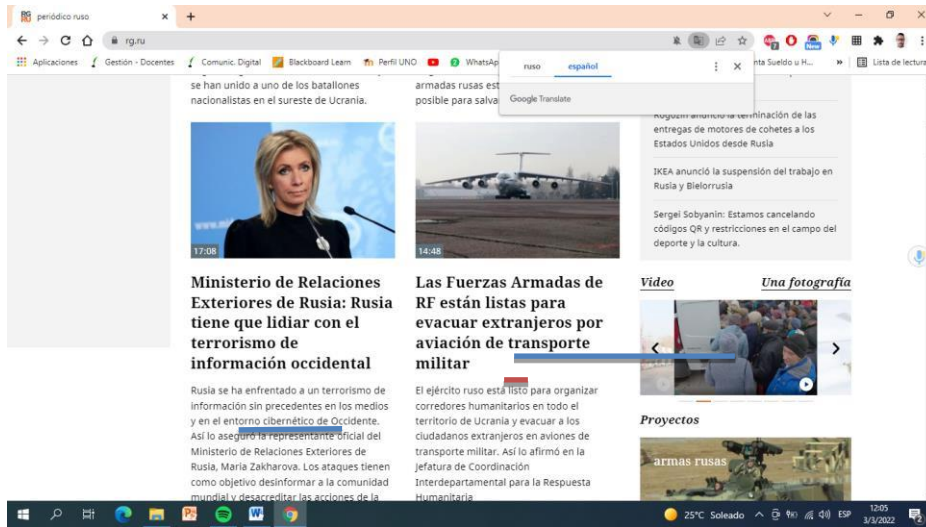 periódico ruso
rg.ru
Aplicaciones
Gestión - Docentes
Comunic. Digital
Blackboard Learn
Perfil UNO
WhatsAp
nta Sueldo u H...
Lista de lectura
New
ruso
español
Google Translate
se han unido a uno de los batallones
nacionalistas en el sureste de Ucrania.
armadas rusas est
posible para salva
Rogozin anunció la terminación de las
entregas de motores de cohetes a los
Estados Unidos desde Rusia
IKEA anunció la suspensión del trabajo en
Rusia y Bielorrusia
Sergei Sobyanin: Estamos cancelando
códigos QR y restricciones en el campo del
deporte y la cultura.
17:08
Ministerio de Relaciones
Exteriores de Rusia: Rusia
tiene que lidiar con el
terrorismo de
información occidental
Rusia se ha enfrentado a un terrorismo de
información sin precedentes en los medios
y en el entorno cibernético de Occidente.
Así lo aseguró la representante oficial del
Ministerio de Relaciones Exteriores de
Rusia, Maria Zakharova. Los ataques tienen
como objetivo desinformar a la comunidad
mundial y desacreditar las acciones de la
14:48
Las Fuerzas Armadas de
RF están listas para
evacuar extranjeros por
aviación de transporte
militar
El ejército ruso está listo para organizar
corredores humanitarios en todo el
territorio de Ucrania y evacuar a los
ciudadanos extranjeros en aviones de
transporte militar. Así lo afirmó en la
Jefatura de Coordinación
Interdepartamental para la Respuesta
Humanitaria
Video
Una fotografía
Proyectos
armas rusas
25°C Soleado
ESP
12:05
3/3/2022